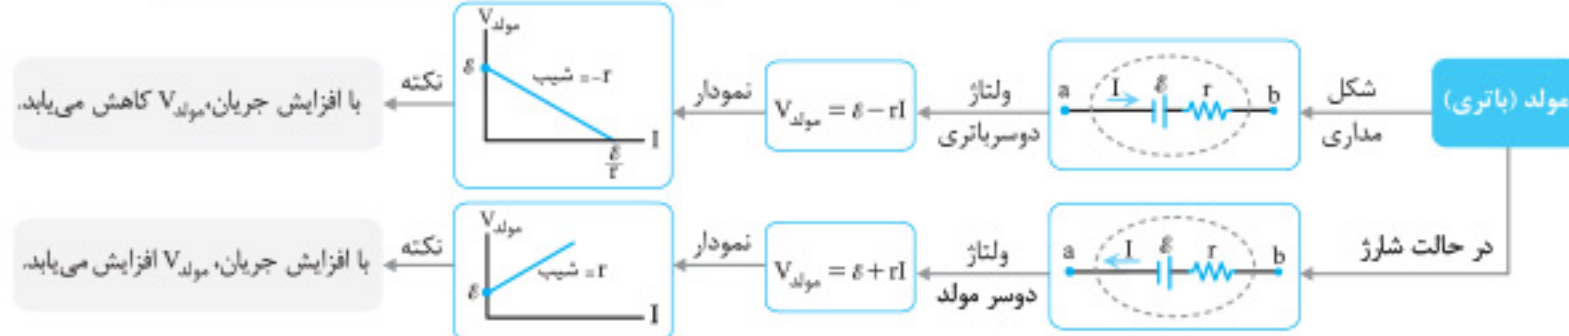 مولد (باتری)
شکل
مداری
a I ε r b
ولتاژ
دوسرباتری
V مولد = ε − rI
نمودار
V مولد
ε
شیب = −r
I
ε/r
نکته
با افزایش جریان، V مولد کاهش می‌یابد.
در حالت شارژ
a I ε r b
ولتاژ
دوسر مولد
V مولد = ε + rI
نمودار
V مولد
ε
شیب = r
I
نکته
با افزایش جریان، V مولد افزایش می‌یابد.